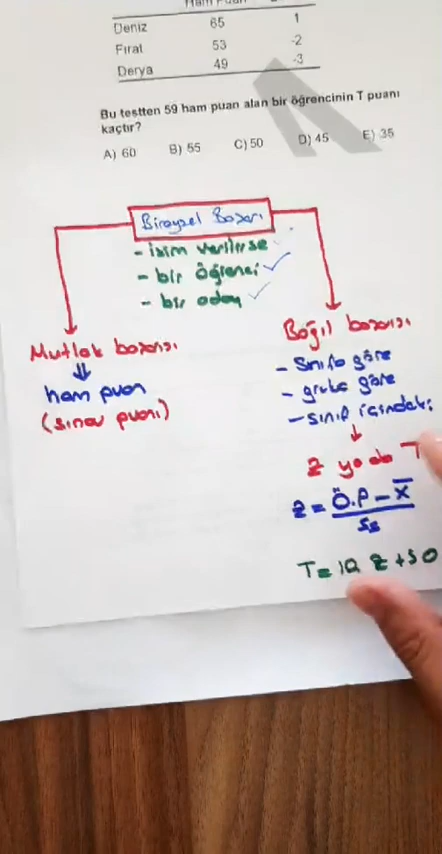 Ham Puan
Deniz 65 1
Fırat 53 -2
Derya 49 -3
Bu testten 59 ham puan alan bir öğrencinin T puanı
kaçtır?
A) 60 B) 55 C) 50 D) 45 E) 35
Bireysel Başarı
- isim verilirse
- bir öğrenci
- bir aday
Mutlak başarısı
ham puan
(sınav puanı)
Bağıl başarısı
- Sınıfa göre
- gruba göre
- sınıf içindeki
Z ya da T
Z = Ö.P - X̅
Ss
T = 10 Z + 50